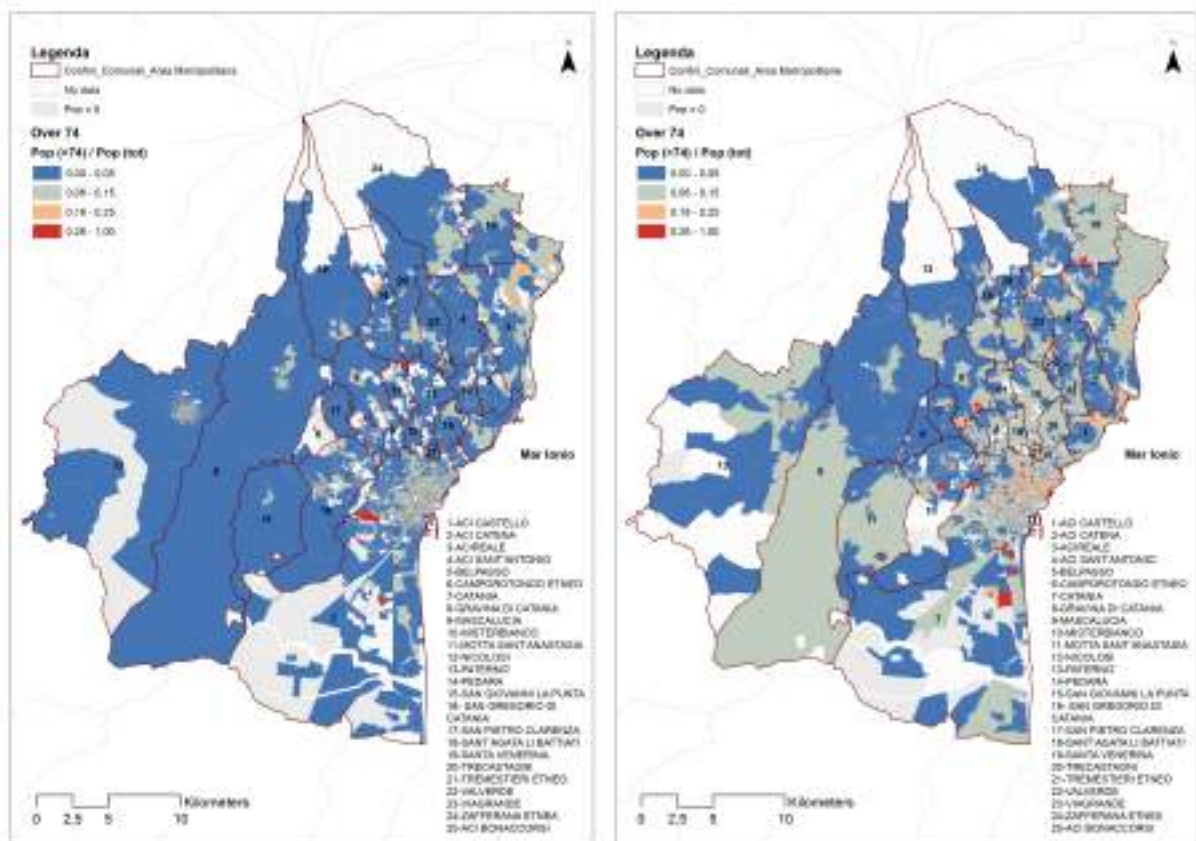 Legenda
Confini_Comunali_Area Metropolitana
No data
Pop = 0
Over 74
Pop (>74) / Pop (tot)
0.00 - 0.05
0.06 - 0.15
0.16 - 0.25
0.26 - 1.00
Mar Ionio
1-ACI CASTELLO
2-ACI CATENA
3-ACIREALE
4-ACI SANT'ANTONIO
5-BELPASSO
6-CAMPOROTONDO ETNEO
7-CATANIA
8-GRAVINA DI CATANIA
9-MASCALUCIA
10-MISTERBIANCO
11-MOTTA SANT'ANASTASIA
12-NICOLOSI
13-PATERNO
14-PEDARA
15-SAN GIOVANNI LA PUNTA
16- SAN GREGORIO DI
CATANIA
17-SAN PIETRO CLARENZA
18-SANT'AGATA LI BATTIATI
19-SANTA VENERINA
20-TRECASTAGNI
21-TREMESTIERI ETNEO
22-VALVERDE
23-VIAGRANDE
24-ZAFFERANA ETNEA
25-ACI BONACCORSI
Kilometers
0 2,5 5 10
Legenda
Confini_Comunali_Area Metropolitana
No data
Pop = 0
Over 74
Pop (>74) / Pop (tot)
0.00 - 0.05
0.06 - 0.15
0.16 - 0.25
0.26 - 1.00
Mar Ionio
1-ACI CASTELLO
2-ACI CATENA
3-ACIREALE
4-ACI SANT'ANTONIO
5-BELPASSO
6-CAMPOROTONDO ETNEO
7-CATANIA
8-GRAVINA DI CATANIA
9-MASCALUCIA
10-MISTERBIANCO
11-MOTTA SANT'ANASTASIA
12-NICOLOSI
13-PATERNO
14-PEDARA
15-SAN GIOVANNI LA PUNTA
16- SAN GREGORIO DI
CATANIA
17-SAN PIETRO CLARENZA
18-SANT'AGATA LI BATTIATI
19-SANTA VENERINA
20-TRECASTAGNI
21-TREMESTIERI ETNEO
22-VALVERDE
23-VIAGRANDE
24-ZAFFERANA ETNEA
25-ACI BONACCORSI
Kilometers
0 2,5 5 10